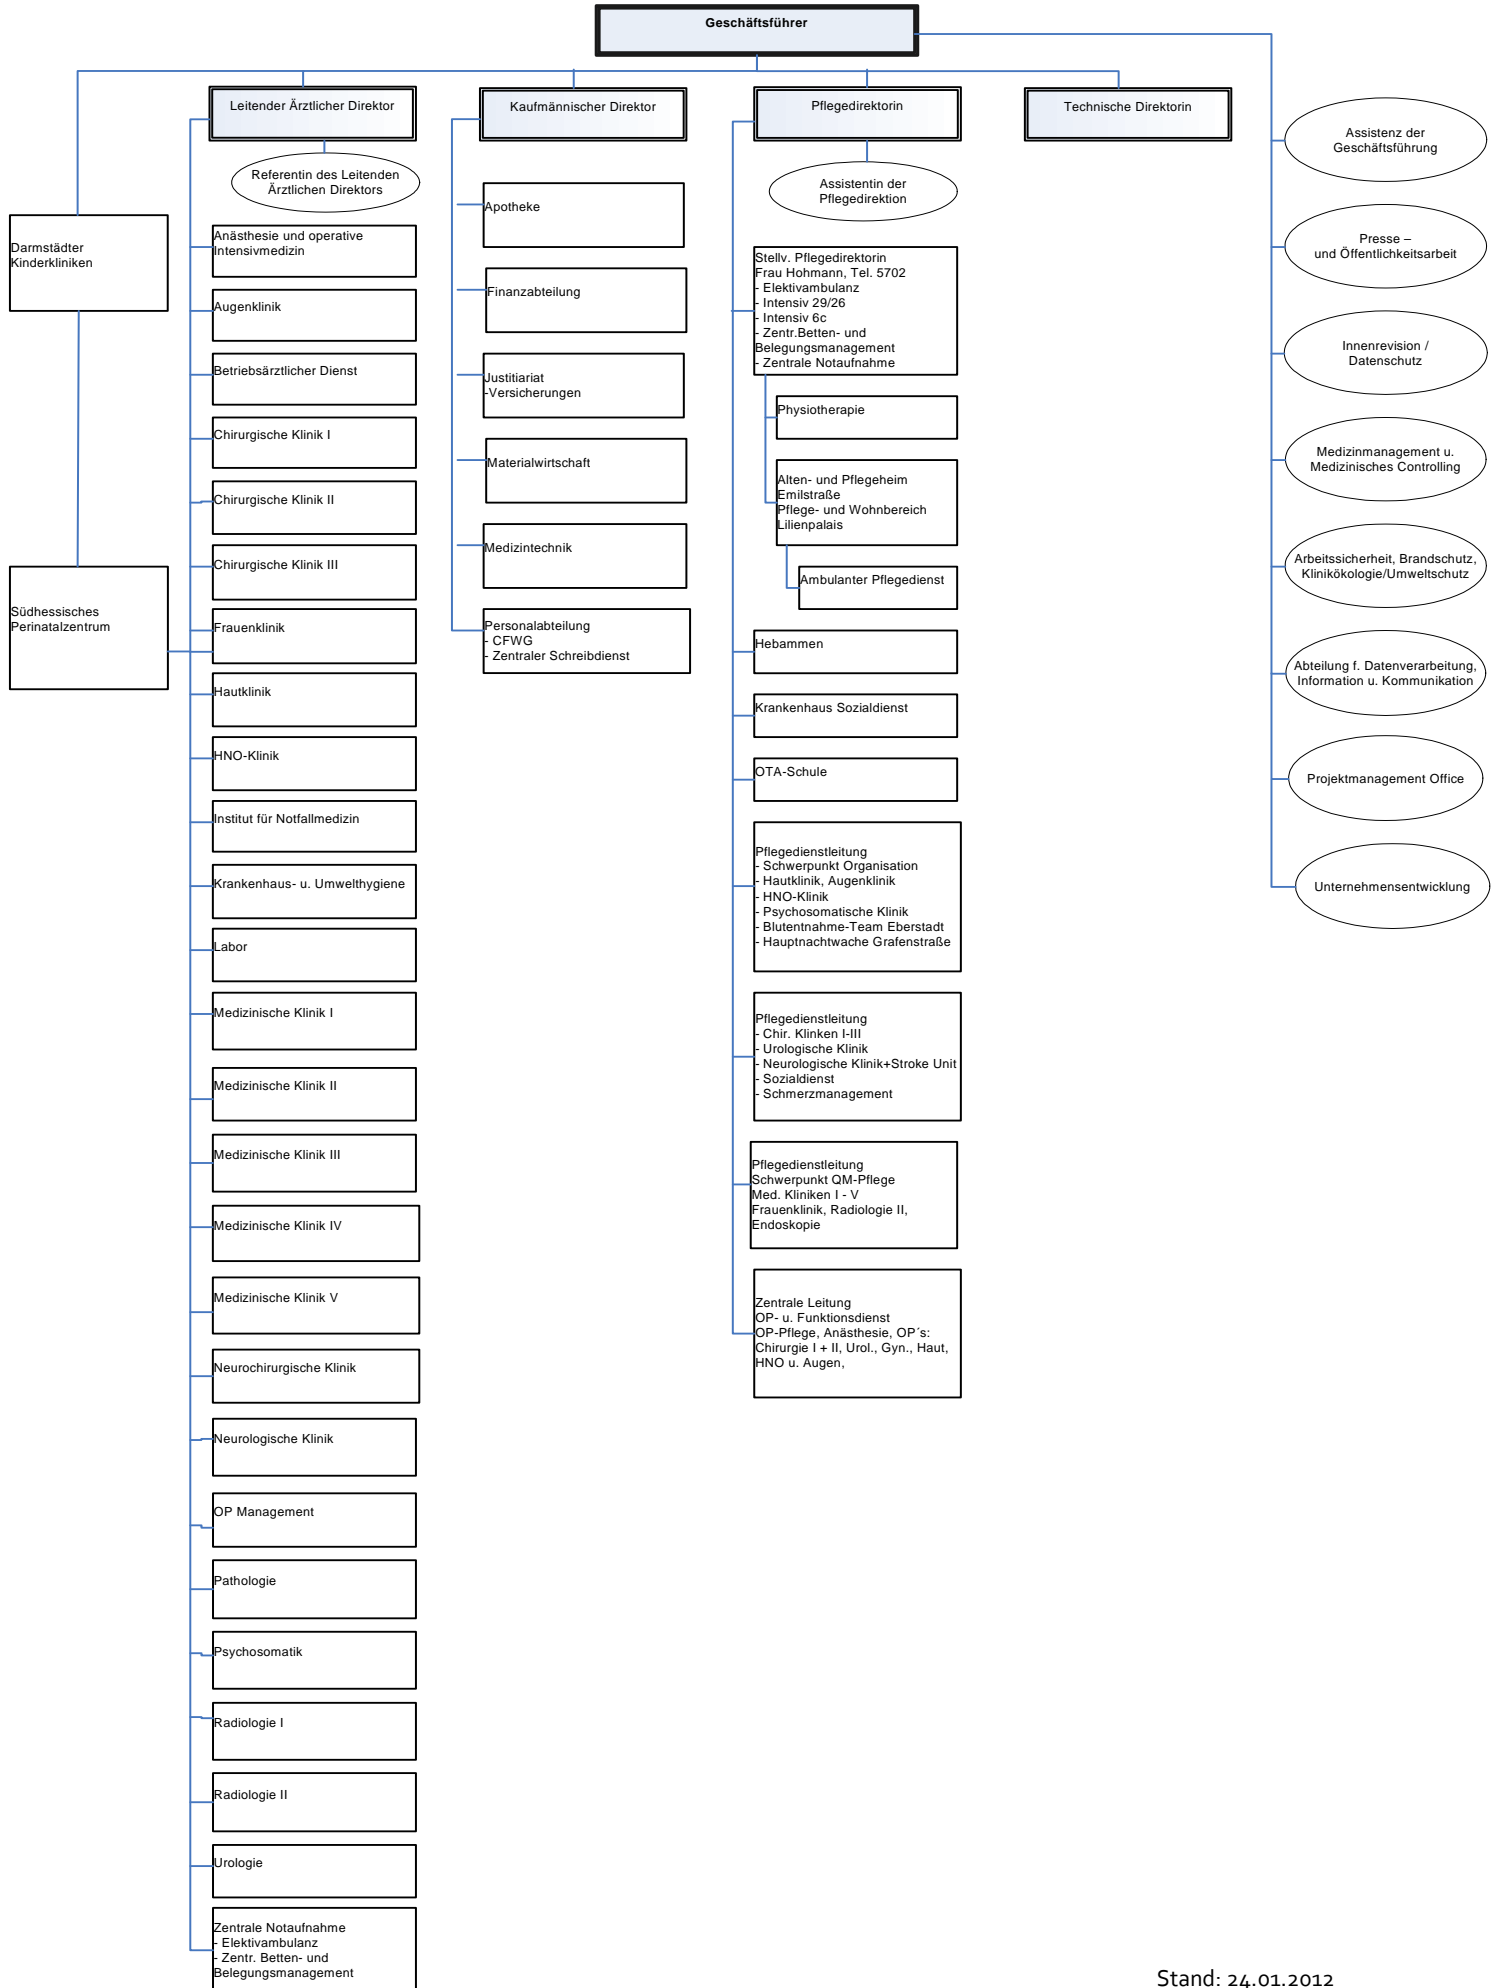 Geschäftsführer
Leitender Ärztlicher Direktor
Kaufmännischer Direktor
Pflegedirektorin
Technische Direktorin
Referentin des Leitenden
Ärztlichen Direktors
Assistentin der
Pflegedirektion
Darmstädter
Kinderkliniken
Südhessisches
Perinatalzentrum
Anästhesie und operative
Intensivmedizin
Augenklinik
Betriebsärztlicher Dienst
Chirurgische Klinik I
Chirurgische Klinik II
Chirurgische Klinik III
Frauenklinik
Hautklinik
HNO-Klinik
Institut für Notfallmedizin
Krankenhaus- u. Umwelthygiene
Labor
Medizinische Klinik I
Medizinische Klinik II
Medizinische Klinik III
Medizinische Klinik IV
Medizinische Klinik V
Neurochirurgische Klinik
Neurologische Klinik
OP Management
Pathologie
Psychosomatik
Radiologie I
Radiologie II
Urologie
Zentrale Notaufnahme
- Elektivambulanz
- Zentr. Betten- und
Belegungsmanagement
Apotheke
Finanzabteilung
Justitiariat
-Versicherungen
Materialwirtschaft
Medizintechnik
Personalabteilung
- CFWG
- Zentraler Schreibdienst
Stellv. Pflegedirektorin
Frau Hohmann, Tel. 5702
- Elektivambulanz
- Intensiv 29/26
- Intensiv 6c
- Zentr.Betten- und
Belegungsmanagement
- Zentrale Notaufnahme
Physiotherapie
Alten- und Pflegeheim
Emilstraße
Pflege- und Wohnbereich
Lilienpalais
Ambulanter Pflegedienst
Hebammen
Krankenhaus Sozialdienst
OTA-Schule
Pflegedienstleitung
- Schwerpunkt Organisation
- Hautklinik, Augenklinik
- HNO-Klinik
- Psychosomatische Klinik
- Blutentnahme-Team Eberstadt
- Hauptnachtwache Grafenstraße
Pflegedienstleitung
- Chir. Klinken I-III
- Urologische Klinik
- Neurologische Klinik+Stroke Unit
- Sozialdienst
- Schmerzmanagement
Pflegedienstleitung
Schwerpunkt QM-Pflege
Med. Kliniken I - V
Frauenklinik, Radiologie II,
Endoskopie
Zentrale Leitung
OP- u. Funktionsdienst
OP-Pflege, Anästhesie, OP´s:
Chirurgie I + II, Urol., Gyn., Haut,
HNO u. Augen,
Assistenz der
Geschäftsführung
Presse –
und Öffentlichkeitsarbeit
Innenrevision /
Datenschutz
Medizinmanagement u.
Medizinisches Controlling
Arbeitssicherheit, Brandschutz,
Klinikökologie/Umweltschutz
Abteilung f. Datenverarbeitung,
Information u. Kommunikation
Projektmanagement Office
Unternehmensentwicklung
Stand: 24.01.2012